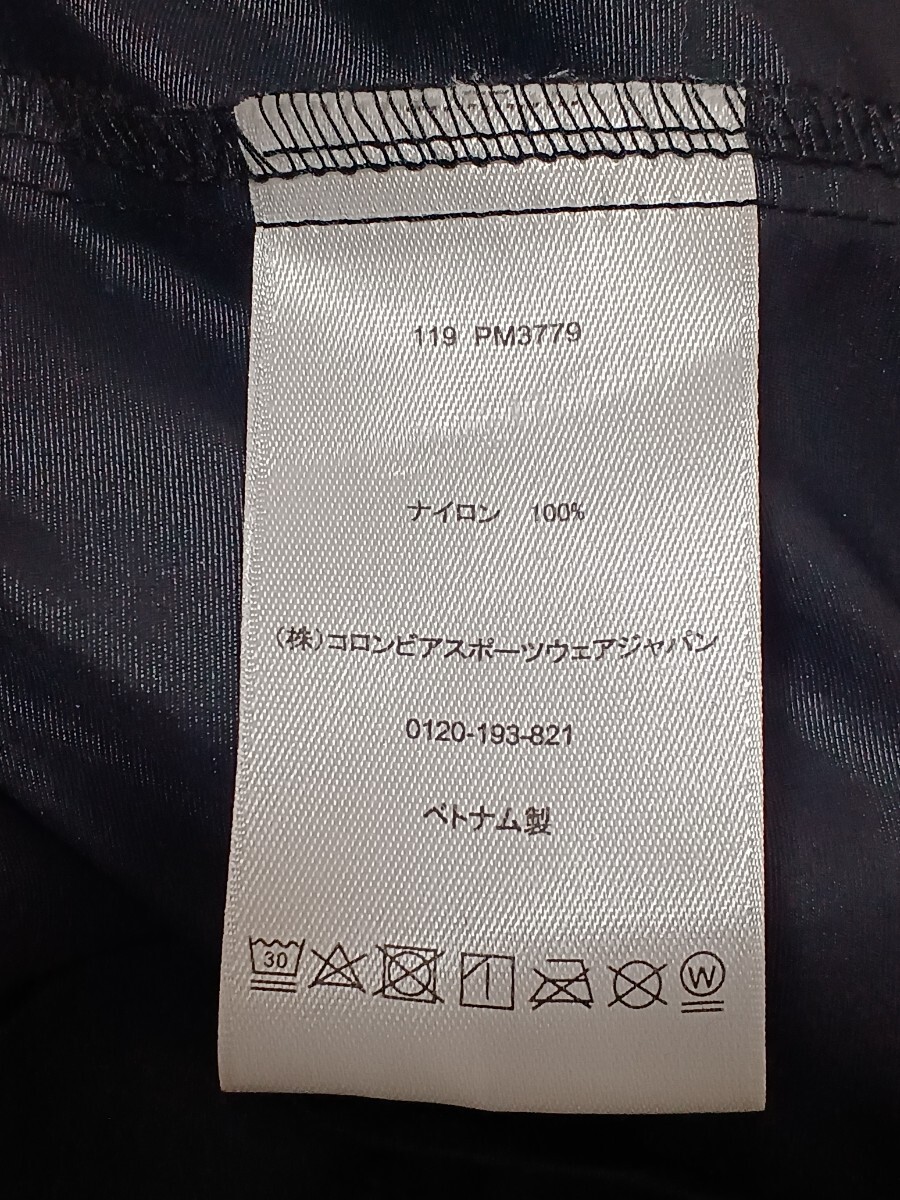 119 PM3779
ナイロン 100%
(株)コロンビアスポーツウェアジャパン
0120-193-821
ベトナム製
30 W